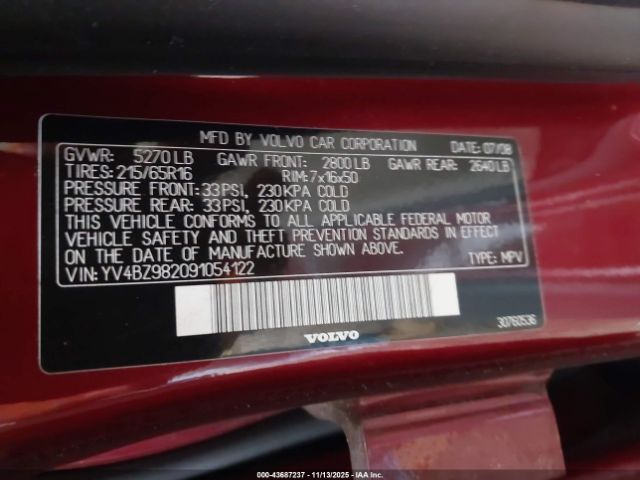 MFD BY VOLVO CAR CORPORATION DATE: 07/08
GVWR: 5270 LB GAWR FRONT: 2800 LB GAWR REAR: 2640 LB
TIRES: 215/65R16 RIM: 7x16x50
PRESSURE FRONT: 33 PSI, 230 KPA COLD
PRESSURE REAR: 33 PSI, 230 KPA COLD
THIS VEHICLE CONFORMS TO ALL APPLICABLE FEDERAL MOTOR
VEHICLE SAFETY AND THEFT PREVENTION STANDARDS IN EFFECT
ON THE DATE OF MANUFACTURE SHOWN ABOVE.
VIN: YV4BZ982091054122 TYPE: MPV
VOLVO 30760536
00-43687237 - 11/13/2025 - IAA Inc.